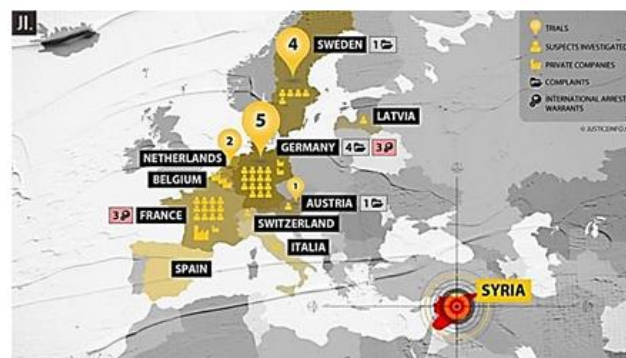 JI.
4
SWEDEN
1
TRIALS
SUSPECTS INVESTIGATED
PRIVATE COMPANIES
COMPLAINTS
INTERNATIONAL ARREST
WARRANTS
© JUSTICEINFO.
LATVIA
5
2
GERMANY
4
3
NETHERLANDS
BELGIUM
1
AUSTRIA
1
3
FRANCE
SWITZERLAND
ITALIA
SPAIN
SYRIA